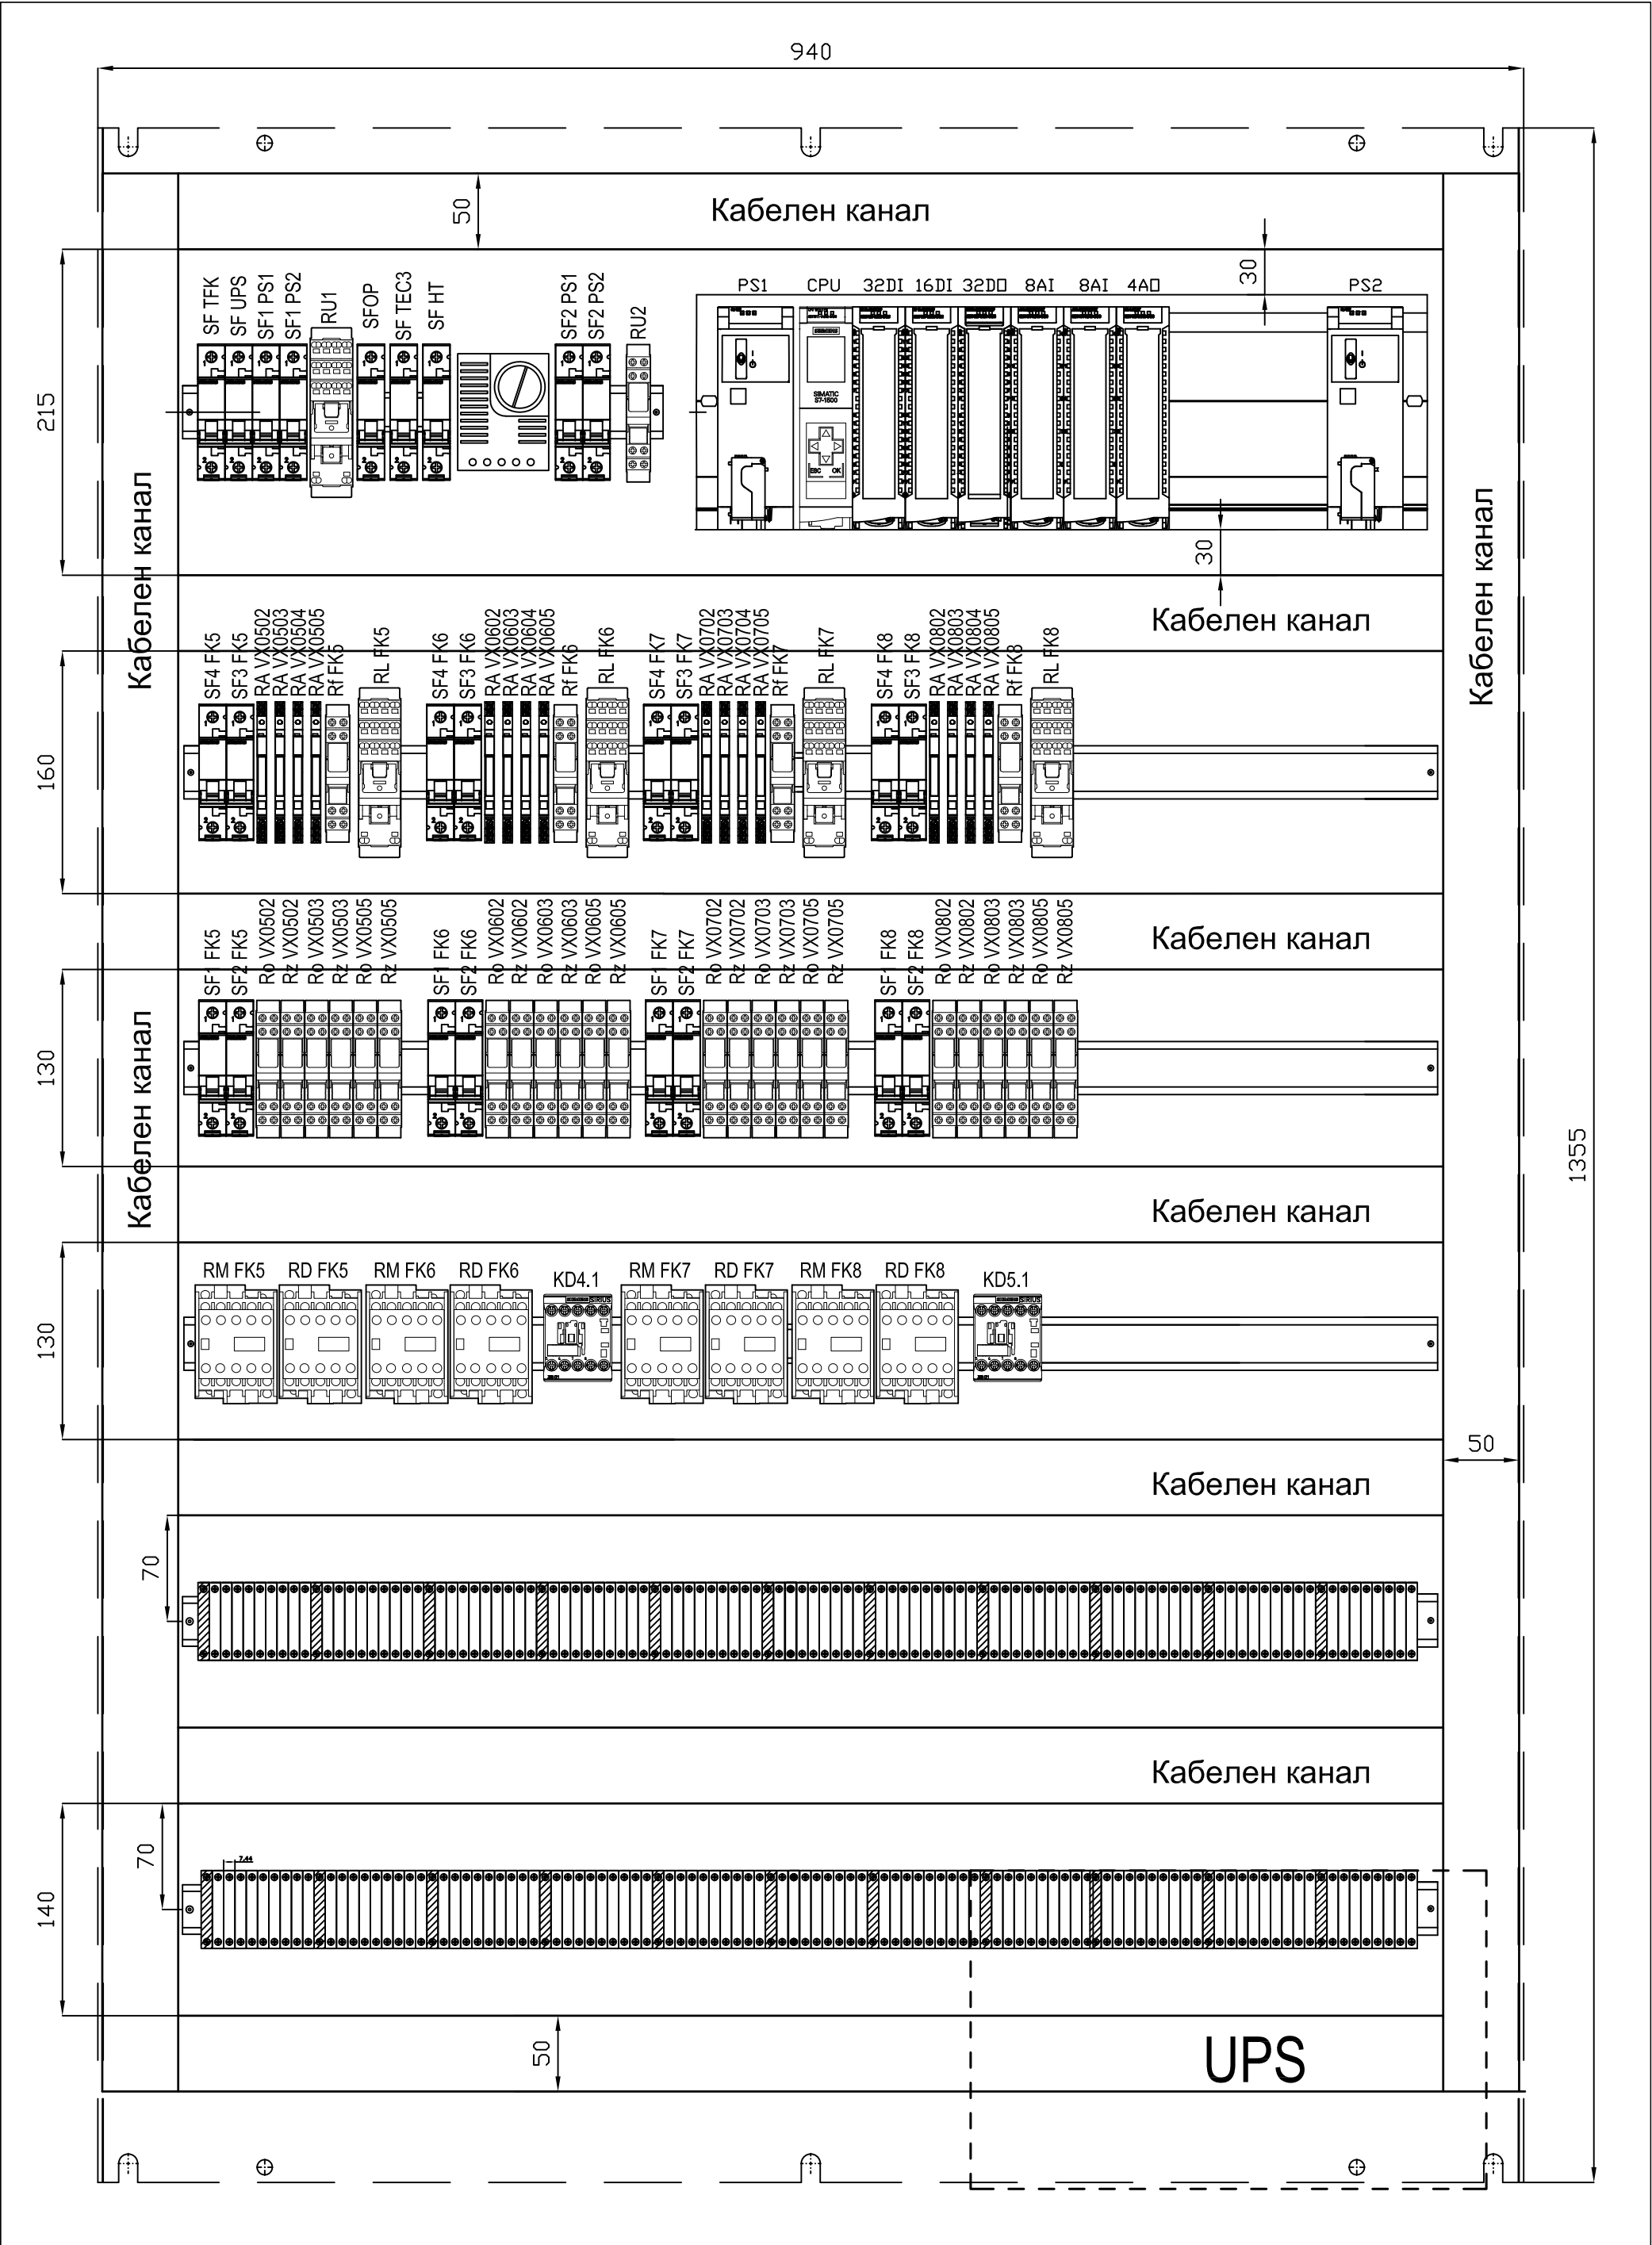 940
Кабелен канал
50
30
SF TFK
SF UPS
SF1 PS1
SF1 PS2
RU1
SFOP
SF TEC3
SF HT
SF2 PS1
SF2 PS2
RU2
PS1
CPU
32DI
16DI
32DO
8AI
8AI
4AO
PS2
SIEMENS
SIMATIC
S7-1500
ESC
OK
215
30
Кабелен канал
Кабелен канал
Кабелен канал
SF4 FK5
SF3 FK5
RA VX0502
RA VX0503
RA VX0504
RA VX0505
Rf FK5
RL FK5
SF4 FK6
SF3 FK6
RA VX0602
RA VX0603
RA VX0604
RA VX0605
Rf FK6
RL FK6
SF4 FK7
SF3 FK7
RA VX0702
RA VX0703
RA VX0704
RA VX0705
Rf FK7
RL FK7
SF4 FK8
SF3 FK8
RA VX0802
RA VX0803
RA VX0804
RA VX0805
Rf FK8
RL FK8
160
Кабелен канал
SF1 FK5
SF2 FK5
Ro VX0502
Rz VX0502
Ro VX0503
Rz VX0503
Ro VX0505
Rz VX0505
SF1 FK6
SF2 FK6
Ro VX0602
Rz VX0602
Ro VX0603
Rz VX0603
Ro VX0605
Rz VX0605
SF1 FK7
SF2 FK7
Ro VX0702
Rz VX0702
Ro VX0703
Rz VX0703
Ro VX0705
Rz VX0705
SF1 FK8
SF2 FK8
Ro VX0802
Rz VX0802
Ro VX0803
Rz VX0803
Ro VX0805
Rz VX0805
130
Кабелен канал
1355
Кабелен канал
RM FK5
RD FK5
RM FK6
RD FK6
KD4.1
RM FK7
RD FK7
RM FK8
RD FK8
KD5.1
SIRIUS
SIRIUS
130
50
Кабелен канал
70
Кабелен канал
70
7.44
140
50
UPS